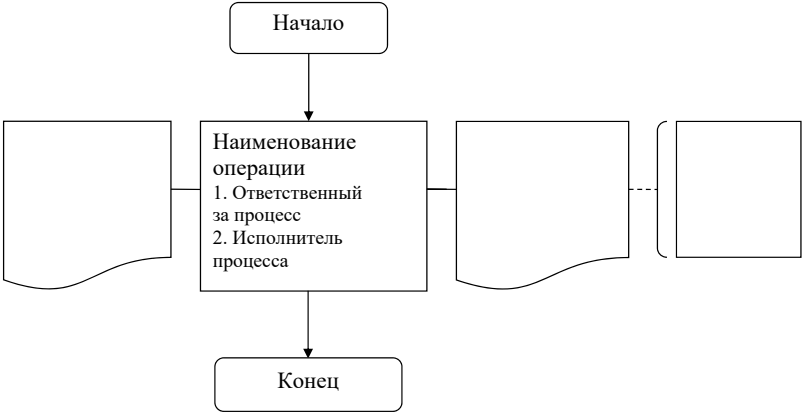 Начало
Наименование
операции
1. Ответственный
за процесс
2. Исполнитель
процесса
Конец